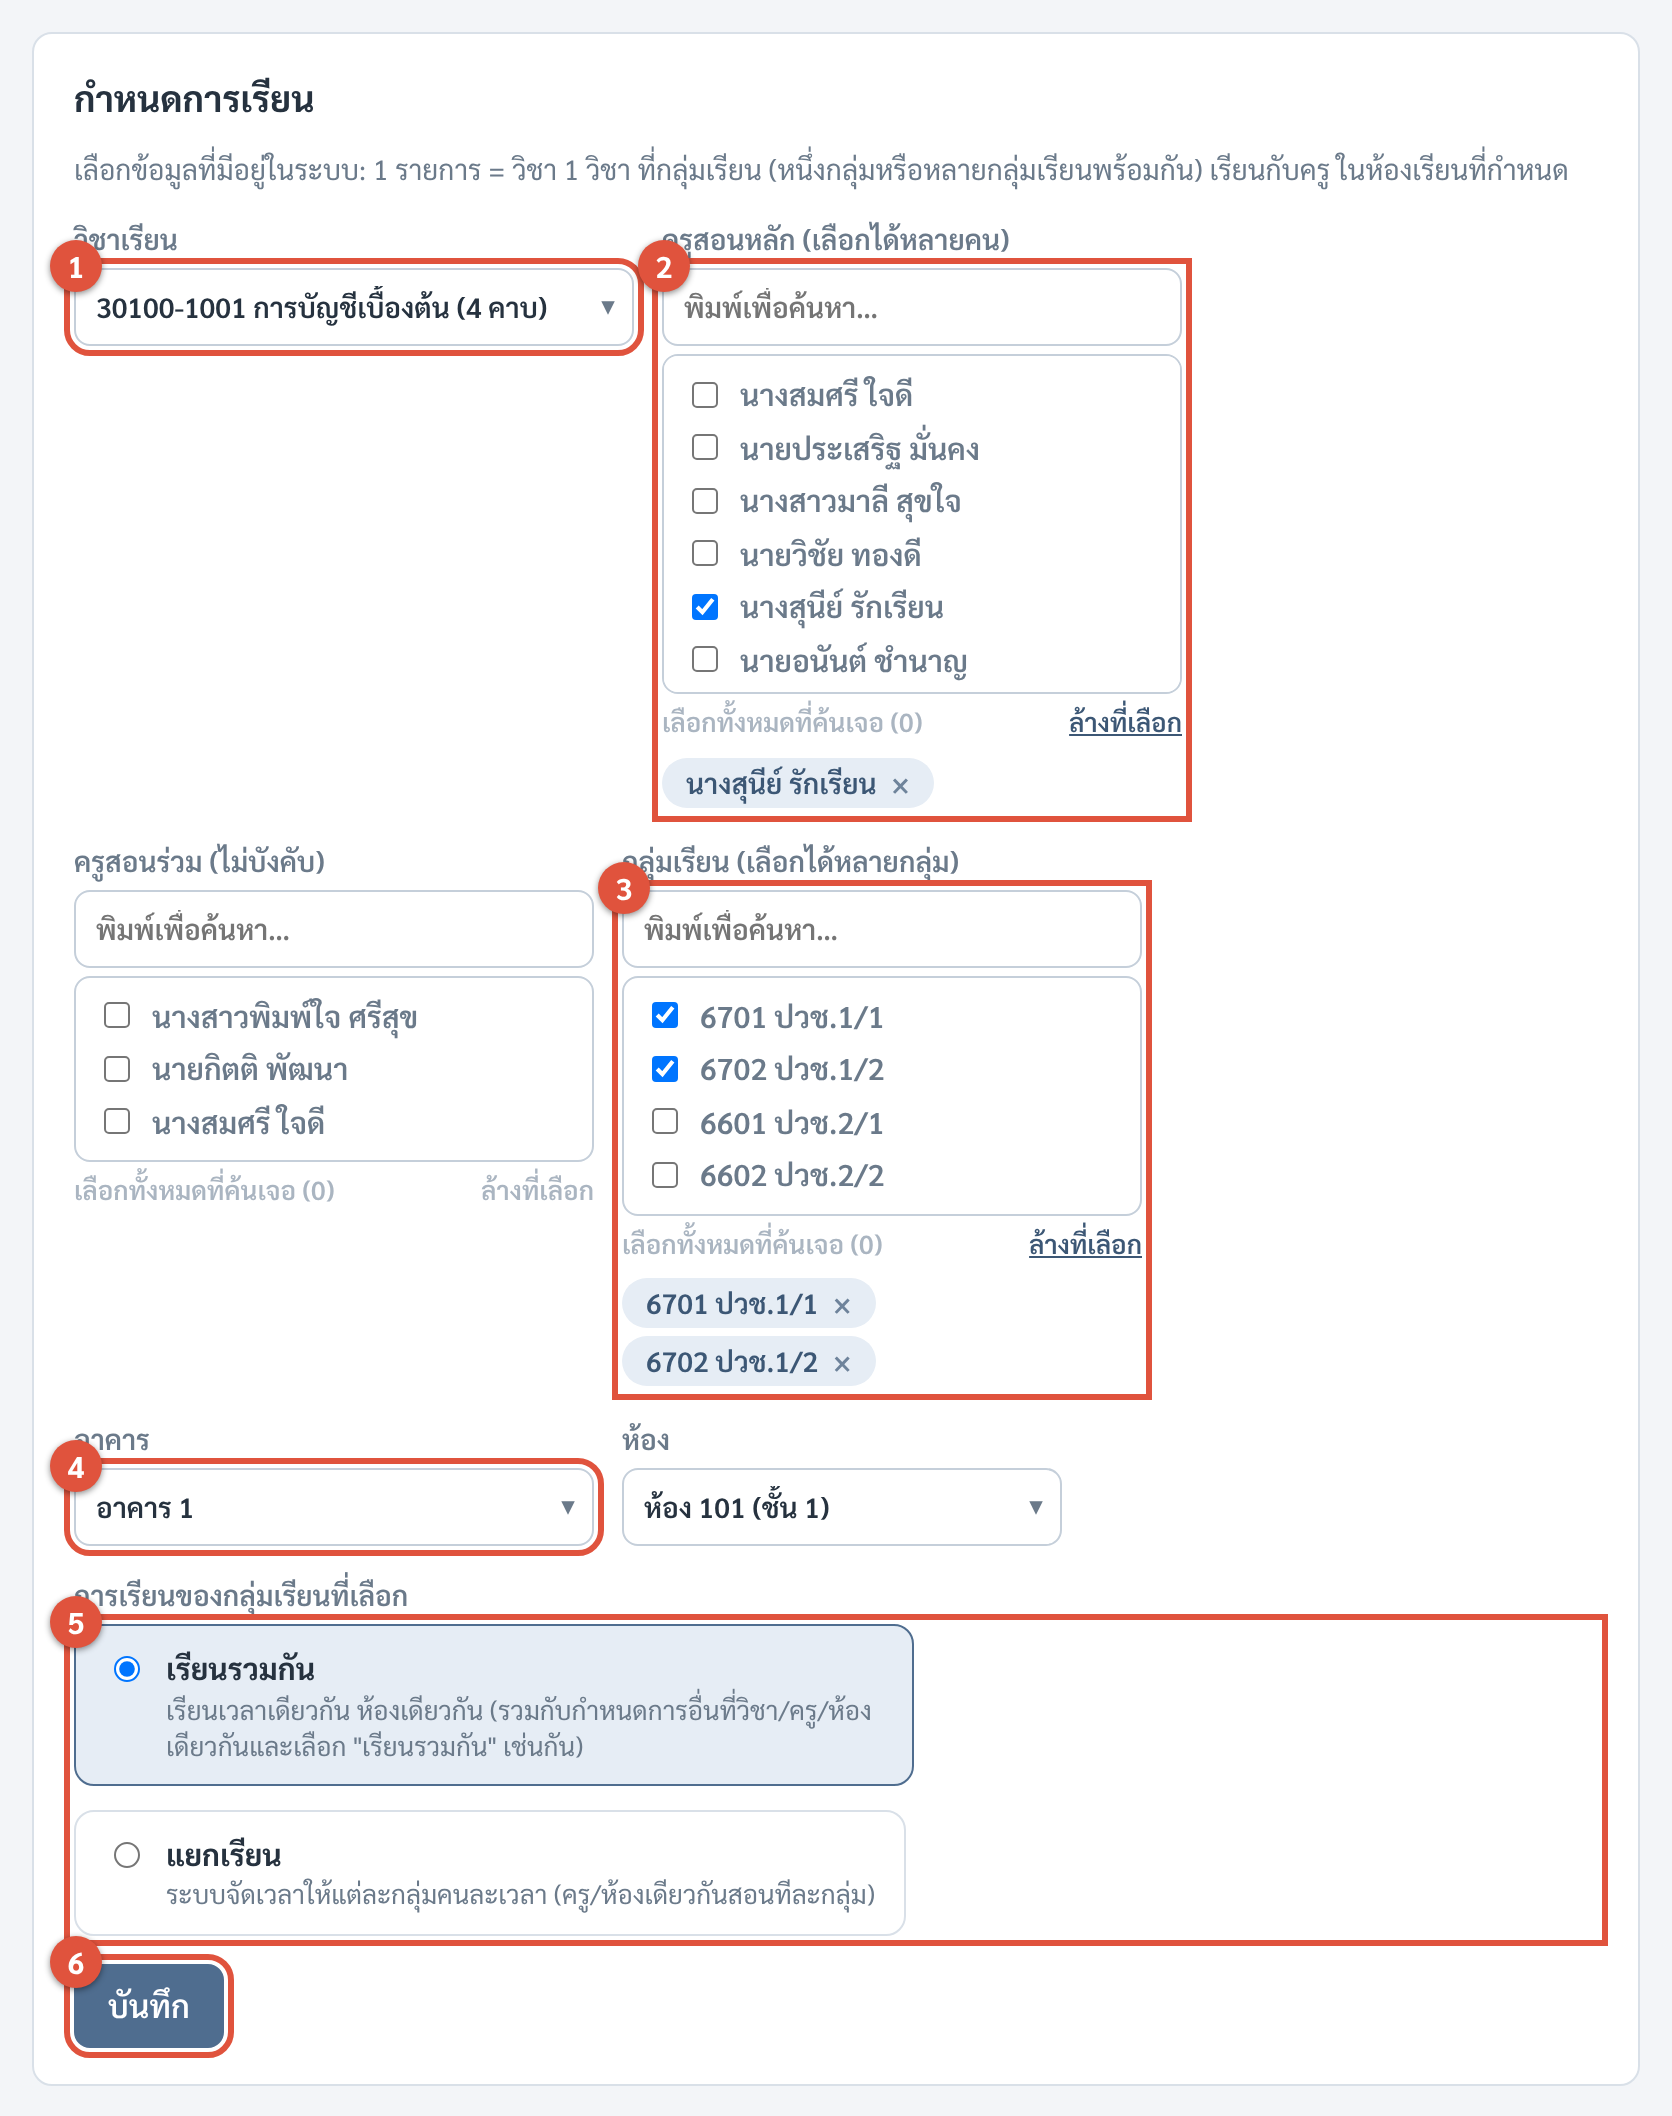 กำหนดการเรียน
เลือกข้อมูลที่มีอยู่ในระบบ: 1 รายการ = วิชา 1 วิชา ที่กลุ่มเรียน (หนึ่งกลุ่มหรือหลายกลุ่มเรียนพร้อมกัน) เรียนกับครู ในห้องเรียนที่กำหนด
วิชาเรียน
1
30100-1001 การบัญชีเบื้องต้น (4 คาบ) ▼
ครูสอนหลัก (เลือกได้หลายคน)
2
พิมพ์เพื่อค้นหา...
นางสมศรี ใจดี
นายประเสริฐ มั่นคง
นางสาวมาลี สุขใจ
นายวิชัย ทองดี
นางสุนีย์ รักเรียน
นายอนันต์ ชำนาญ
เลือกทั้งหมดที่ค้นเจอ (0) ล้างที่เลือก
นางสุนีย์ รักเรียน ×
ครูสอนร่วม (ไม่บังคับ)
พิมพ์เพื่อค้นหา...
นางสาวพิมพ์ใจ ศรีสุข
นายกิตติ พัฒนา
นางสมศรี ใจดี
เลือกทั้งหมดที่ค้นเจอ (0) ล้างที่เลือก
กลุ่มเรียน (เลือกได้หลายกลุ่ม)
3
พิมพ์เพื่อค้นหา...
6701 ปวช.1/1
6702 ปวช.1/2
6601 ปวช.2/1
6602 ปวช.2/2
เลือกทั้งหมดที่ค้นเจอ (0) ล้างที่เลือก
6701 ปวช.1/1 ×
6702 ปวช.1/2 ×
อาคาร
4
อาคาร 1 ▼
ห้อง
ห้อง 101 (ชั้น 1) ▼
การเรียนของกลุ่มเรียนที่เลือก
5
เรียนรวมกัน
เรียนเวลาเดียวกัน ห้องเดียวกัน (รวมกับกำหนดการอื่นที่วิชา/ครู/ห้อง
เดียวกันและเลือก "เรียนรวมกัน" เช่นกัน)
แยกเรียน
ระบบจัดเวลาให้แต่ละกลุ่มคนละเวลา (ครู/ห้องเดียวกันสอนทีละกลุ่ม)
6
บันทึก